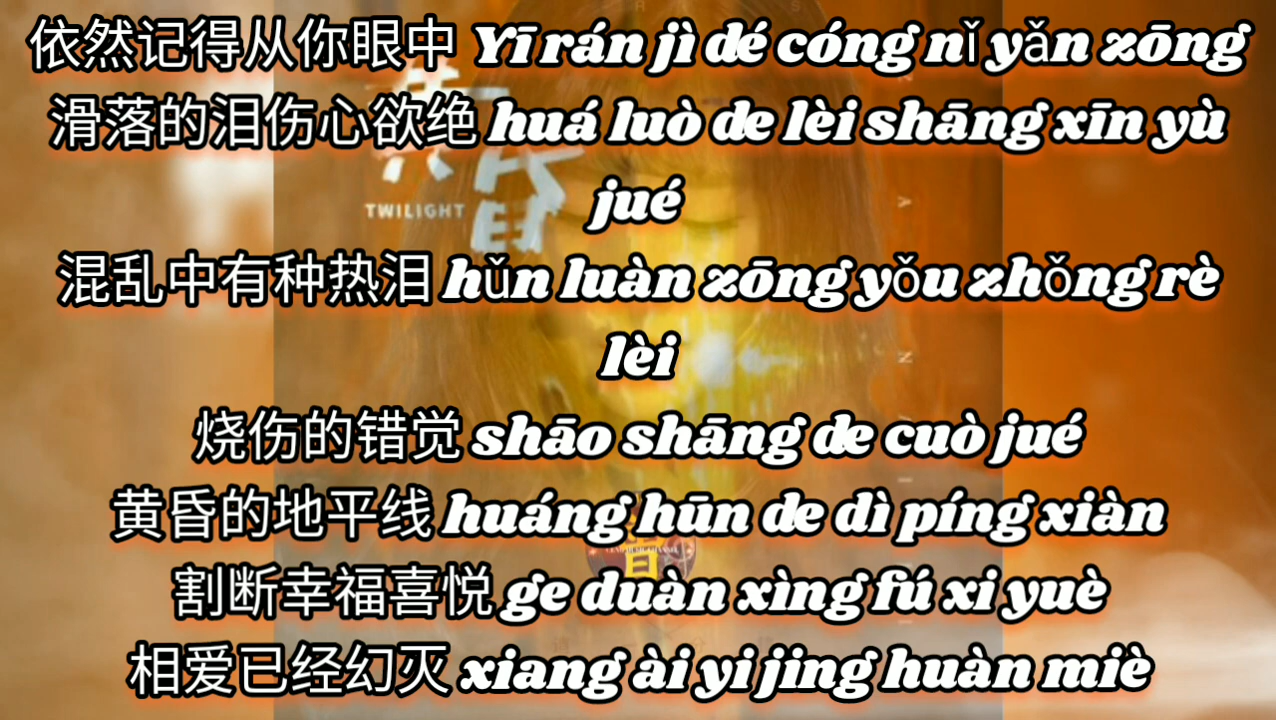 依然记得从你眼中 Yī rán jì dé cóng nǐ yǎn zōng
滑落的泪伤心欲绝 huá luò de lèi shāng xīn yù
jué
混乱中有种热泪 hǔn luàn zōng yǒu zhǒng rè
lèi
烧伤的错觉 shāo shāng de cuò jué
黄昏的地平线 huáng hūn de dì píng xiàn
割断幸福喜悦 ge duàn xìng fú xi yuè
相爱已经幻灭 xiang ài yi jing huàn miè
黄昏
TWILIGHT